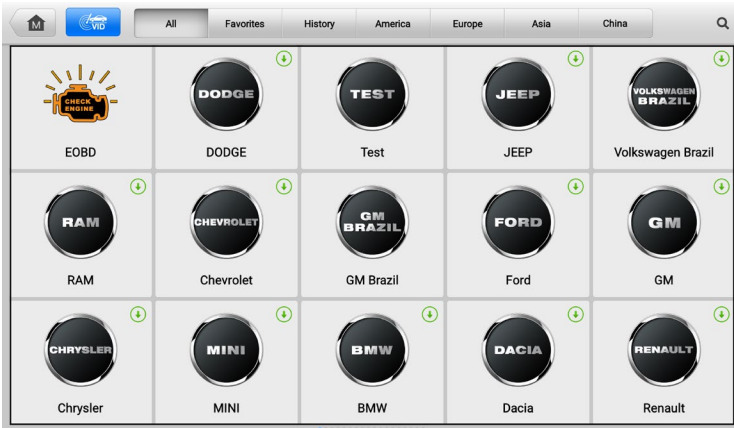 M
VID
All
Favorites
History
America
Europe
Asia
China
CHECK
ENGINE
EOBD
DODGE
DODGE
TEST
Test
JEEP
JEEP
VOLKSWAGEN
BRAZIL
Volkswagen Brazil
RAM
RAM
CHEVROLET
Chevrolet
GM
BRAZIL
GM Brazil
FORD
Ford
GM
GM
CHRYSLER
Chrysler
MINI
MINI
BMW
BMW
DACIA
Dacia
RENAULT
Renault